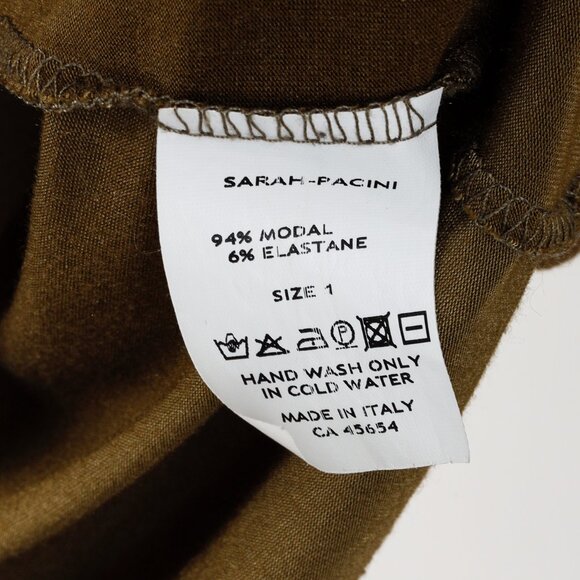 SARAH-PACINI
94% MODAL
6% ELASTANE
SIZE 1
P
HAND WASH ONLY
IN COLD WATER
MADE IN ITALY
CA 45654